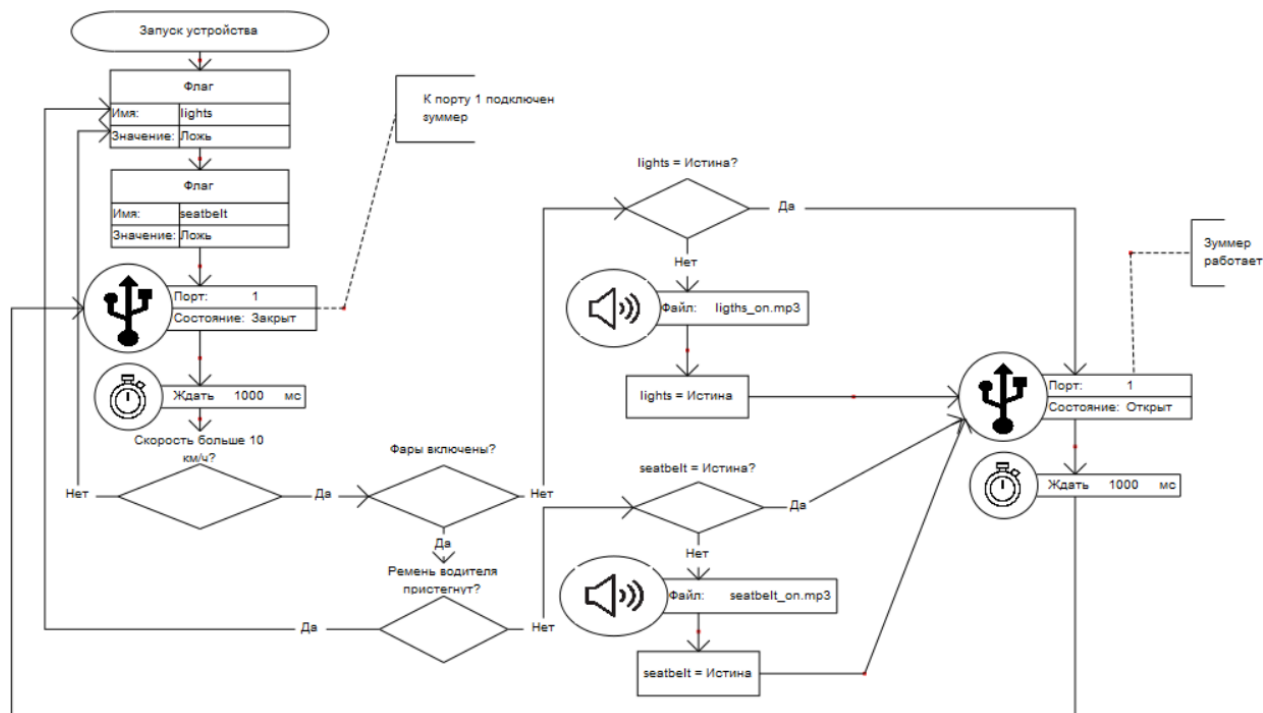 Запуск устройства
Флаг
Имя: lights
Значение: Ложь
Флаг
Имя: seatbelt
Значение: Ложь
Порт: 1
Состояние: Закрыт
Ждать 1000 мс
Скорость больше 10
км/ч?
Нет
Да
К порту 1 подключен
зуммер
Фары включены?
Нет
Да
Ремень водителя
пристегнут?
Да
Нет
lights = Истина?
Да
Нет
Файл: ligths_on.mp3
lights = Истина
seatbelt = Истина?
Да
Нет
Файл: seatbelt_on.mp3
seatbelt = Истина
Зуммер
работает
Порт: 1
Состояние: Открыт
Ждать 1000 мс